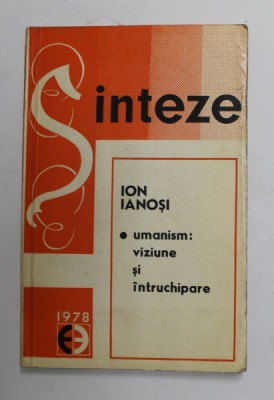 Sinteze
ION
IANOȘI
• umanism:
viziune
și
întruchipare
1978